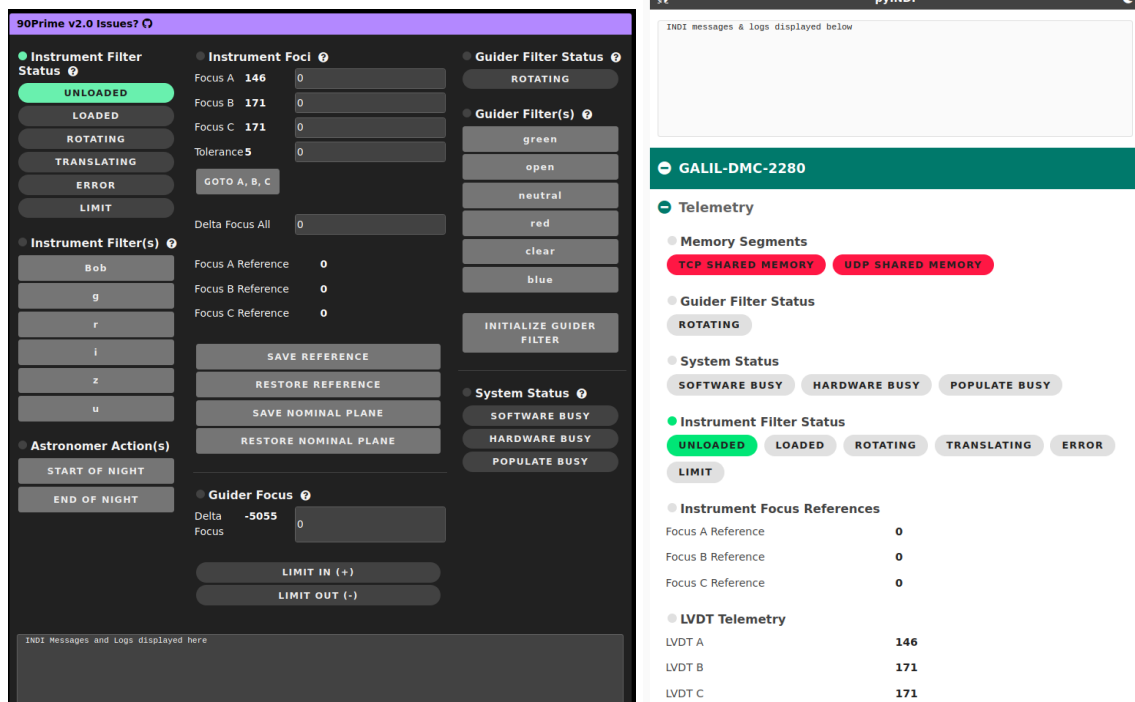 90Prime v2.0 Issues?
Instrument Filter
Status
UNLOADED
LOADED
ROTATING
TRANSLATING
ERROR
LIMIT
Instrument Filter(s)
Bob
g
r
i
z
u
Astronomer Action(s)
START OF NIGHT
END OF NIGHT
Instrument Foci
Focus A 146 0
Focus B 171 0
Focus C 171 0
Tolerance 5 0
GOTO A, B, C
Delta Focus All 0
Focus A Reference 0
Focus B Reference 0
Focus C Reference 0
SAVE REFERENCE
RESTORE REFERENCE
SAVE NOMINAL PLANE
RESTORE NOMINAL PLANE
Guider Focus
Delta -5055
Focus 0
LIMIT IN (+)
LIMIT OUT (-)
Guider Filter Status
ROTATING
Guider Filter(s)
green
open
neutral
red
clear
blue
INITIALIZE GUIDER
FILTER
System Status
SOFTWARE BUSY
HARDWARE BUSY
POPULATE BUSY
INDI Messages and Logs displayed here
pyINDI
INDI messages & logs displayed below
GALIL-DMC-2280
Telemetry
Memory Segments
TCP SHARED MEMORY UDP SHARED MEMORY
Guider Filter Status
ROTATING
System Status
SOFTWARE BUSY HARDWARE BUSY POPULATE BUSY
Instrument Filter Status
UNLOADED LOADED ROTATING TRANSLATING ERROR
LIMIT
Instrument Focus References
Focus A Reference 0
Focus B Reference 0
Focus C Reference 0
LVDT Telemetry
LVDT A 146
LVDT B 171
LVDT C 171